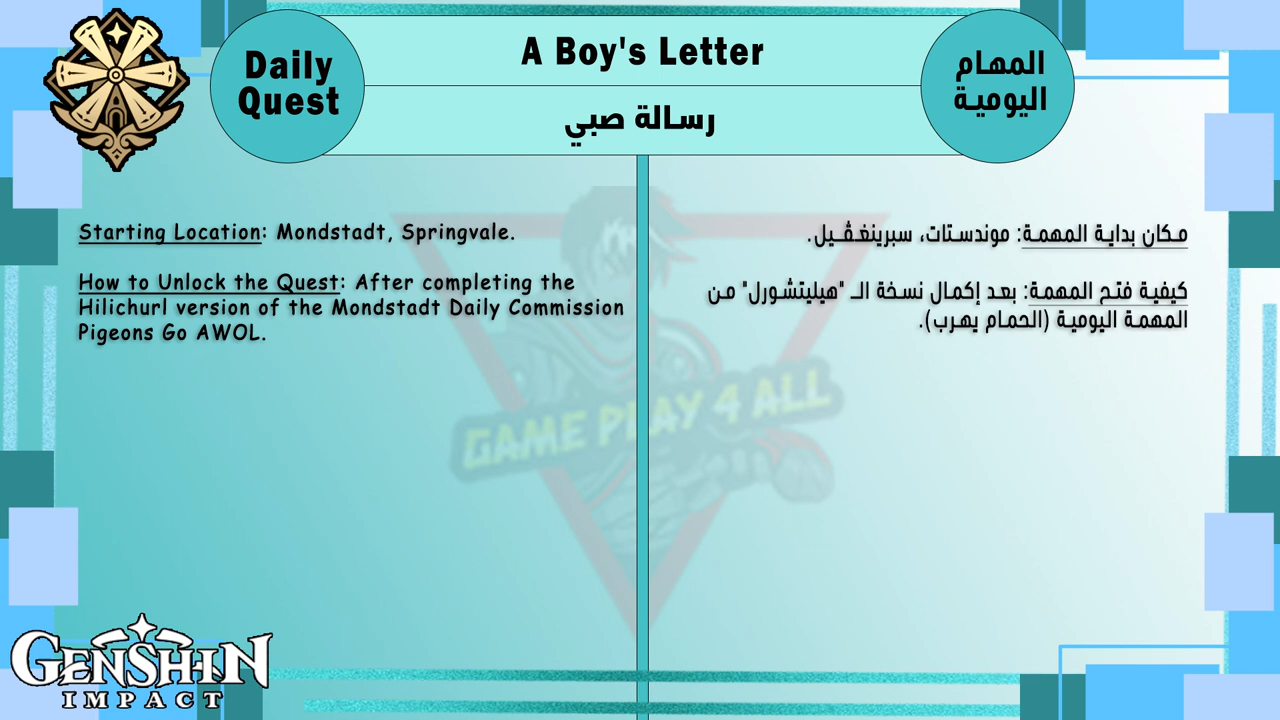 Daily
Quest
A Boy's Letter
رسالة صبي
المهام
اليومية
Starting Location: Mondstadt, Springvale.
How to Unlock the Quest: After completing the
Hilichurl version of the Mondstadt Daily Commission
Pigeons Go AWOL.
مكان بداية المهمة: موندستات، سبرينغڤيل.
كيفية فتح المهمة: بعد إكمال نسخة الـ "هيليتشورل" من
المهمة اليومية (الحمام يهرب).
GAME PLAY 4 ALL
GENSHIN
IMPACT